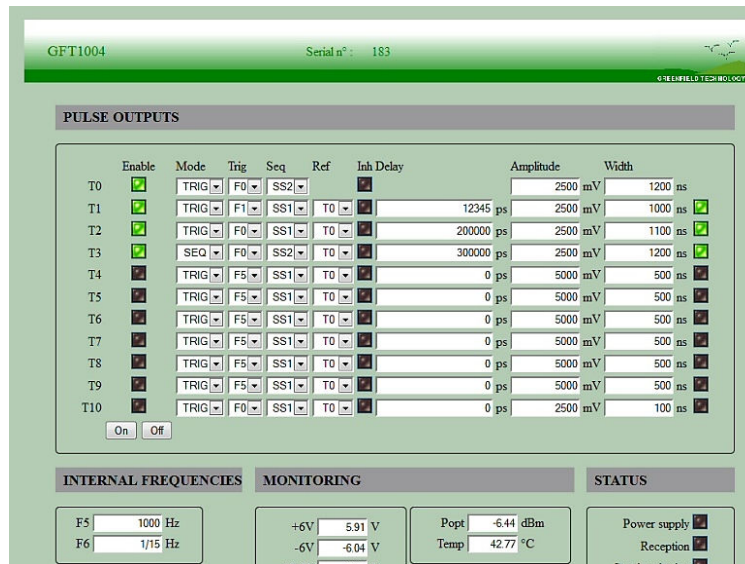 GFT1004 Serial n° : 183
GREENFIELD TECHNOLOGY
PULSE OUTPUTS
Enable Mode Trig Seq Ref Inh Delay Amplitude Width
T0 TRIG F0 SS2 2500 mV 1200 ns
T1 TRIG F1 SS1 T0 12345 ps 2500 mV 1000 ns
T2 TRIG F0 SS1 T0 200000 ps 2500 mV 1100 ns
T3 SEQ F0 SS2 T0 300000 ps 2500 mV 1200 ns
T4 TRIG F5 SS1 T0 0 ps 5000 mV 500 ns
T5 TRIG F5 SS1 T0 0 ps 5000 mV 500 ns
T6 TRIG F5 SS1 T0 0 ps 5000 mV 500 ns
T7 TRIG F5 SS1 T0 0 ps 5000 mV 500 ns
T8 TRIG F5 SS1 T0 0 ps 5000 mV 500 ns
T9 TRIG F5 SS1 T0 0 ps 5000 mV 500 ns
T10 TRIG F0 SS1 T0 0 ps 2500 mV 100 ns
On Off
INTERNAL FREQUENCIES MONITORING STATUS
F5 1000 Hz +6V 5.91 V Popt -6.44 dBm Power supply
F6 1/15 Hz -6V -6.04 V Temp 42.77 °C Reception